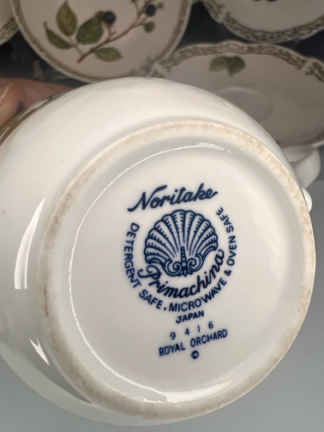 Noritake
Primachina
DETERGENT SAFE. MICROWAVE & OVEN SAFE
JAPAN
9416
ROYAL ORCHARD
©